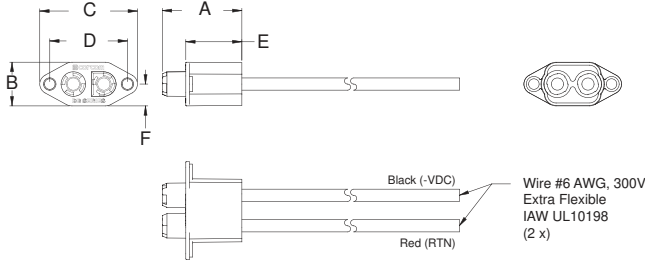 C
A
D
E
B
F
Black (-VDC)
Red (RTN)
Wire #6 AWG, 300V
Extra Flexible
IAW UL10198
(2 x)